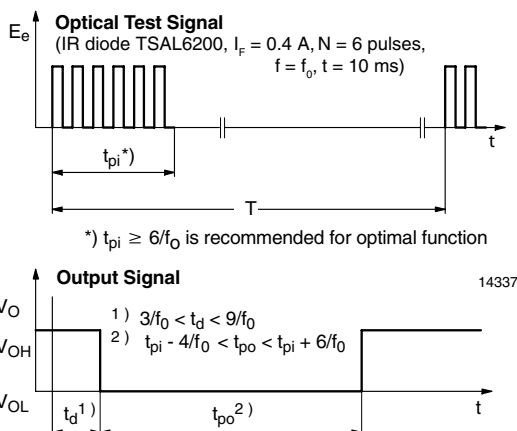 Optical Test Signal
Eₑ
(IR diode TSAL6200, I_F = 0.4 A, N = 6 pulses,
f = f₀, t = 10 ms)
t
t_pi*)
T
*) t_pi ≥ 6/f_O is recommended for optimal function
Output Signal
14337
V_O
V_OH
V_OL
1) 3/f₀ < t_d < 9/f₀
2) t_pi - 4/f₀ < t_po < t_pi + 6/f₀
t_d1)
t_po2)
t